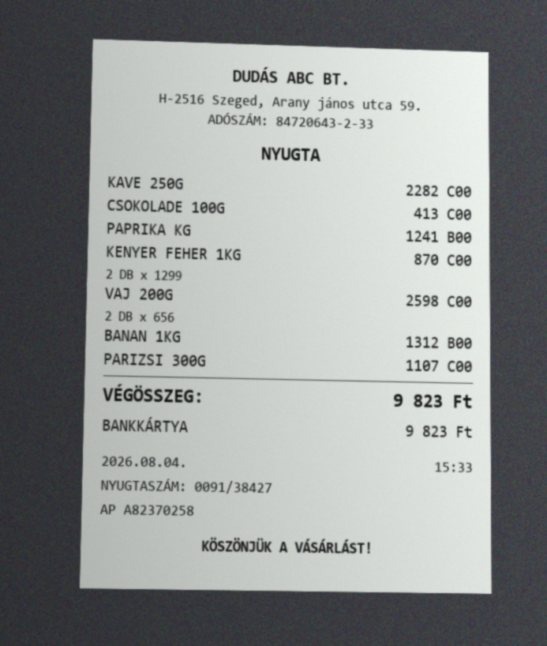 DUDÁS ABC BT.
H-2516 Szeged, Arany jános utca 59.
ADÓSZÁM: 84720643-2-33
NYUGTA
KAVE 250G 2282 C00
CSOKOLADE 100G 413 C00
PAPRIKA KG 1241 B00
KENYER FEHER 1KG 870 C00
2 DB x 1299
VAJ 200G 2598 C00
2 DB x 656
BANAN 1KG 1312 B00
PARIZSI 300G 1107 C00
VÉGÖSSZEG: 9 823 Ft
BANKKÁRTYA 9 823 Ft
2026.08.04. 15:33
NYUGTASZÁM: 0091/38427
AP A82370258
KÖSZÖNJÜK A VÁSÁRLÁST!